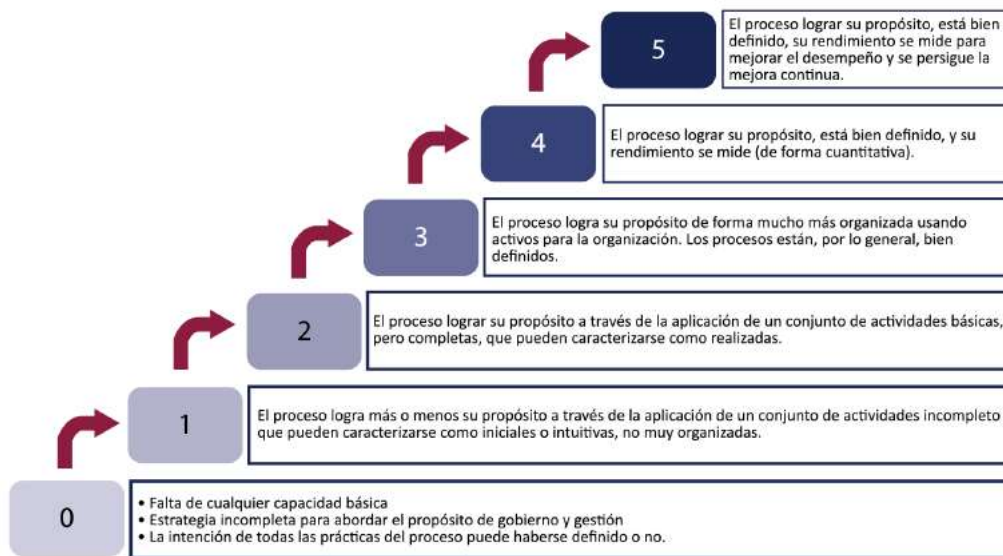 5
El proceso lograr su propósito, está bien
definido, su rendimiento se mide para
mejorar el desempeño y se persigue la
mejora continua.
4
El proceso lograr su propósito, está bien definido, y su
rendimiento se mide (de forma cuantitativa).
3
El proceso logra su propósito de forma mucho más organizada usando
activos para la organización. Los procesos están, por lo general, bien
definidos.
2
El proceso lograr su propósito a través de la aplicación de un conjunto de actividades básicas,
pero completas, que pueden caracterizarse como realizadas.
1
El proceso logra más o menos su propósito a través de la aplicación de un conjunto de actividades incompleto
que pueden caracterizarse como iniciales o intuitivas, no muy organizadas.
0
• Falta de cualquier capacidad básica
• Estrategia incompleta para abordar el propósito de gobierno y gestión
• La intención de todas las prácticas del proceso puede haberse definido o no.